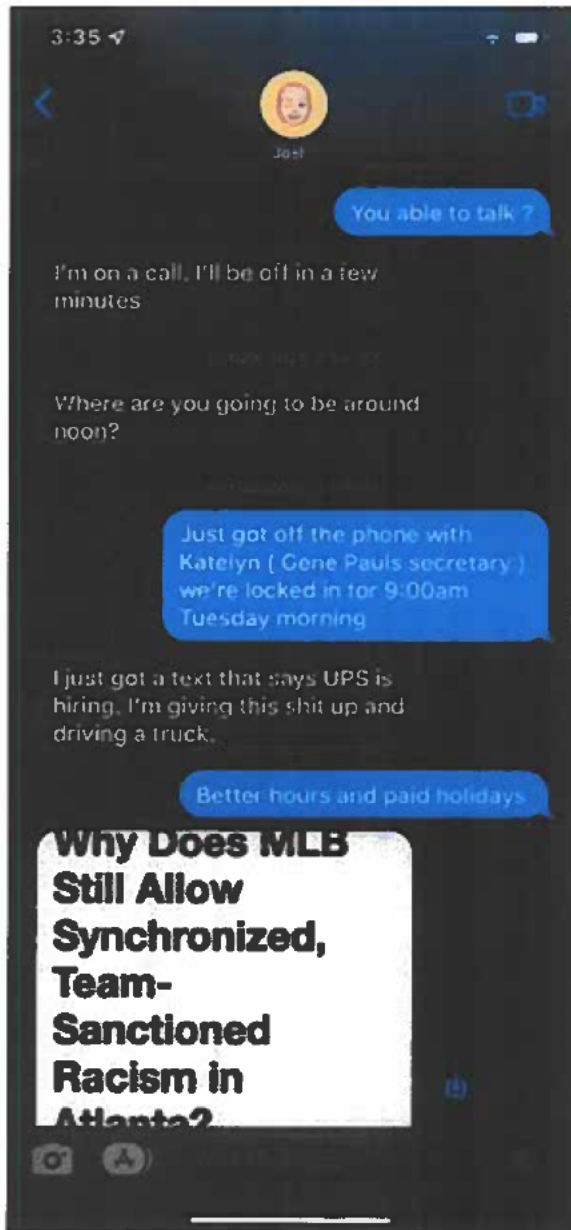 3:35
Joel
You able to talk ?
I'm on a call. I'll be off in a few
minutes
Where are you going to be around
noon?
Just got off the phone with
Katelyn ( Gene Pauls secretary )
we're locked in for 9:00am
Tuesday morning
I just got a text that says UPS is
hiring. I'm giving this shit up and
driving a truck.
Better hours and paid holidays
Why Does MLB
Still Allow
Synchronized,
Team-
Sanctioned
Racism in
Atlanta?